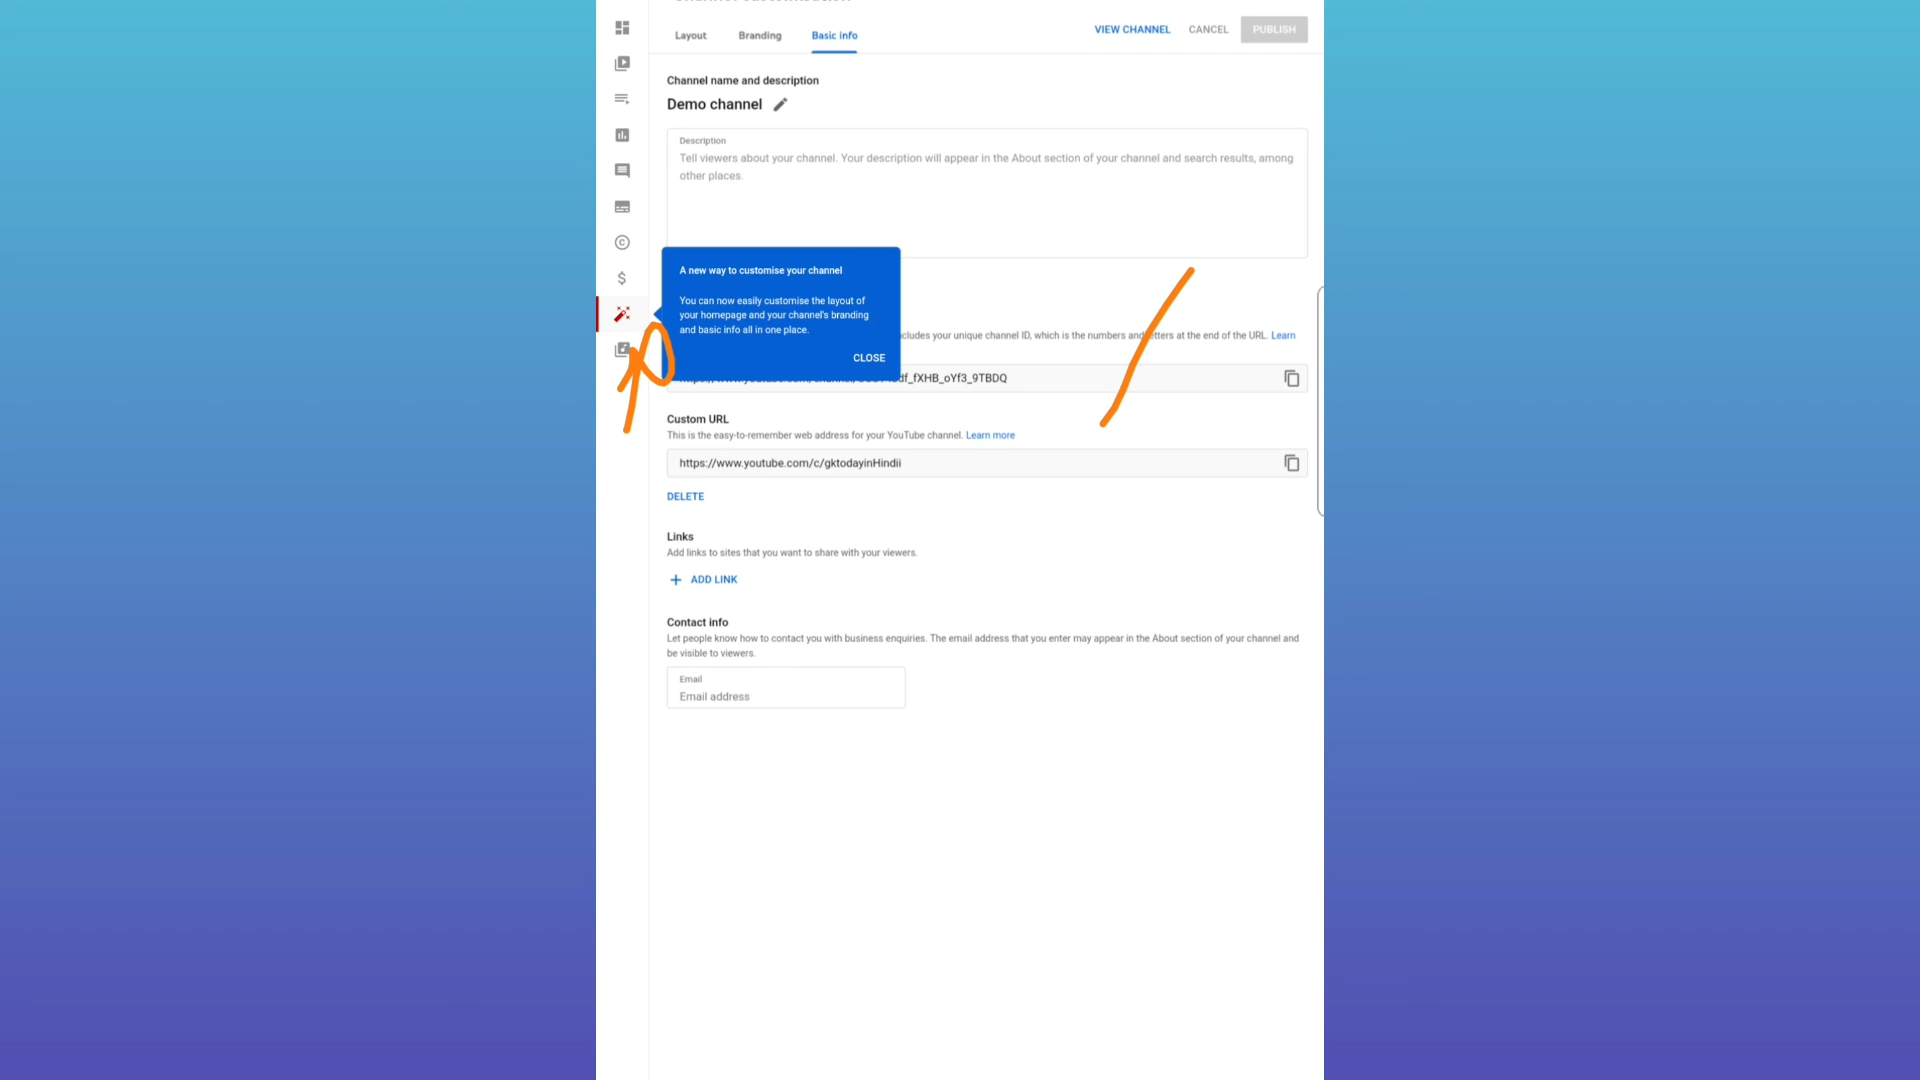 Layout Branding Basic info VIEW CHANNEL CANCEL PUBLISH
Channel name and description
Demo channel
Description
Tell viewers about your channel. Your description will appear in the About section of your channel and search results, among
other places.
A new way to customise your channel
You can now easily customise the layout of
your homepage and your channel's branding
and basic info all in one place.
CLOSE
your unique channel ID, which is the numbers and letters at the end of the URL. Learn
df_fXHB_oYf3_9TBDQ
Custom URL
This is the easy-to-remember web address for your YouTube channel. Learn more
https://www.youtube.com/c/gktodayinHindii
DELETE
Links
Add links to sites that you want to share with your viewers.
+ ADD LINK
Contact info
Let people know how to contact you with business enquiries. The email address that you enter may appear in the About section of your channel and
be visible to viewers.
Email
Email address